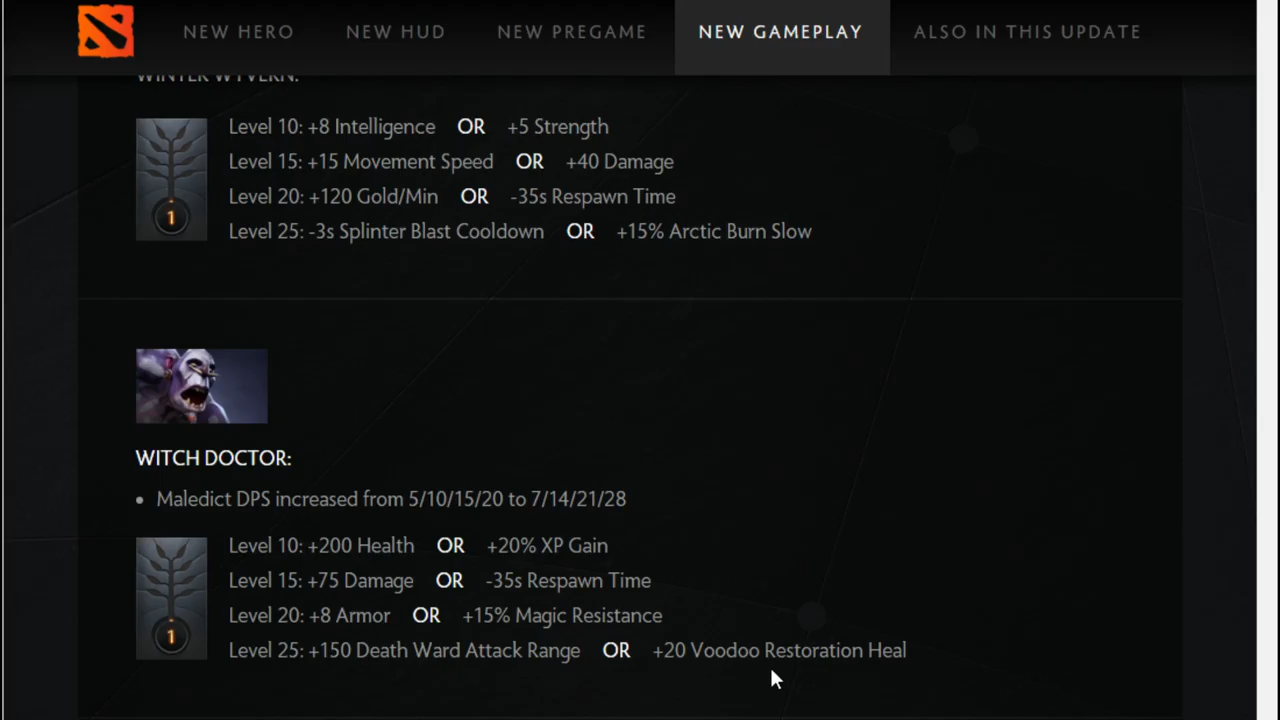 NEW HERO NEW HUD NEW PREGAME NEW GAMEPLAY ALSO IN THIS UPDATE
WINTER WYVERN:
Level 10: +8 Intelligence OR +5 Strength
Level 15: +15 Movement Speed OR +40 Damage
Level 20: +120 Gold/Min OR -35s Respawn Time
Level 25: -3s Splinter Blast Cooldown OR +15% Arctic Burn Slow
1
WITCH DOCTOR:
• Maledict DPS increased from 5/10/15/20 to 7/14/21/28
Level 10: +200 Health OR +20% XP Gain
Level 15: +75 Damage OR -35s Respawn Time
Level 20: +8 Armor OR +15% Magic Resistance
Level 25: +150 Death Ward Attack Range OR +20 Voodoo Restoration Heal
1